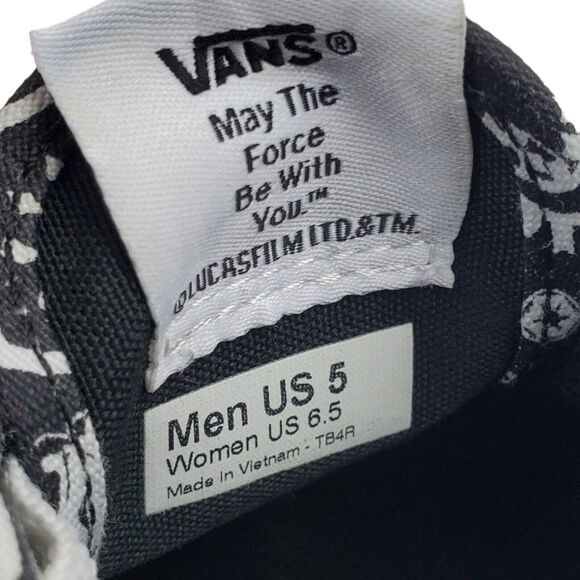 VANS®
May The
Force
Be With
You.™
©LUCASFILM LTD.&TM.
Men US 5
Women US 6.5
Made In Vietnam - TB4R